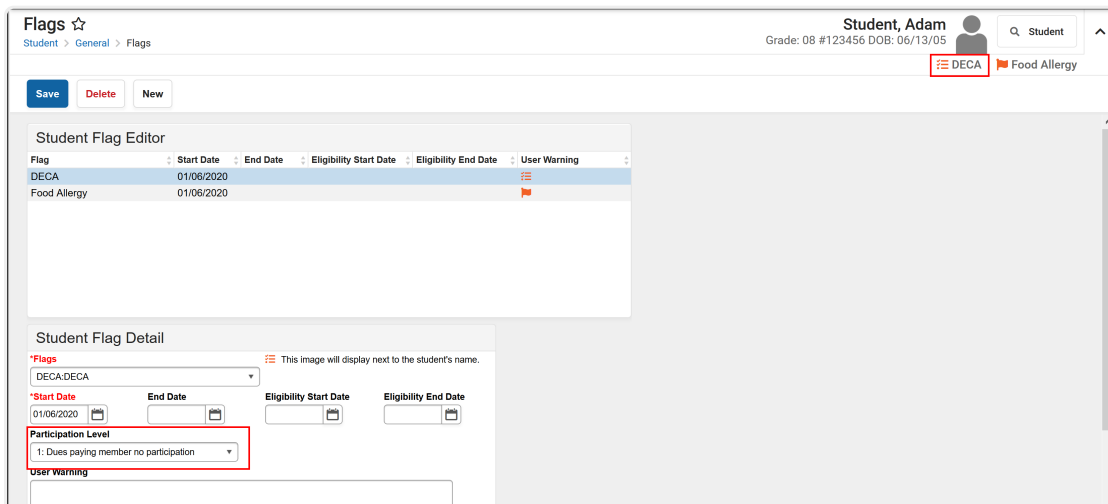 Flags
Student, Adam
Grade: 08 #123456 DOB: 06/13/05
Student
Student > General > Flags
DECA
Food Allergy
Save Delete New
Student Flag Editor
Flag Start Date End Date Eligibility Start Date Eligibility End Date User Warning
DECA 01/06/2020
Food Allergy 01/06/2020
Student Flag Detail
*Flags
This image will display next to the student's name.
DECA:DECA
*Start Date End Date Eligibility Start Date Eligibility End Date
01/06/2020
Participation Level
1: Dues paying member no participation
User Warning